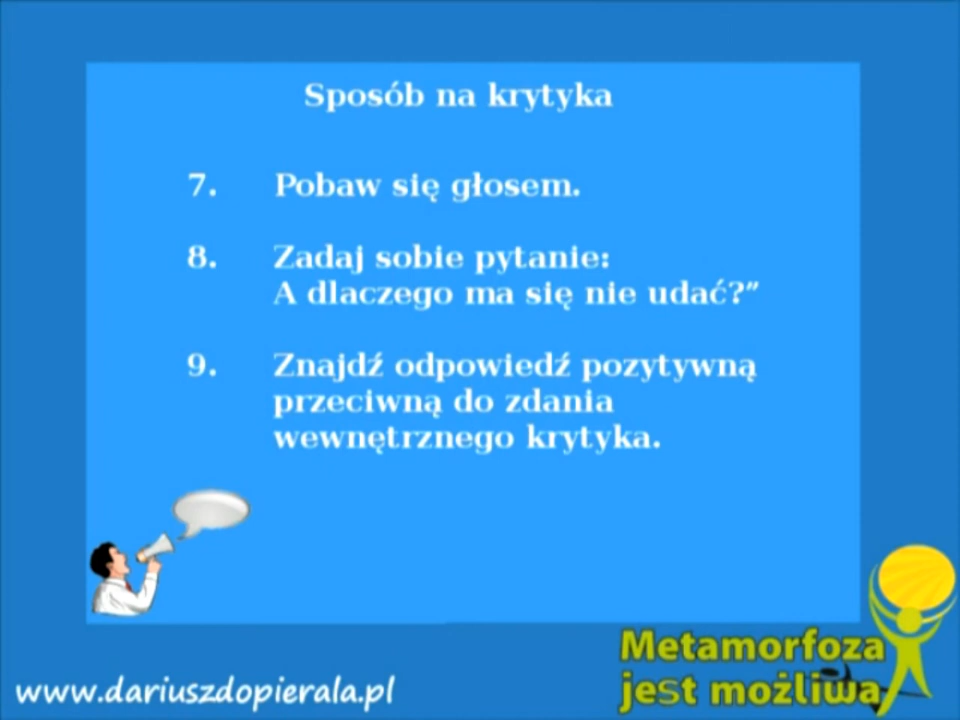 Sposób na krytyka
7. Pobaw się głosem.
8. Zadaj sobie pytanie:
A dlaczego ma się nie udać?”
9. Znajdź odpowiedź pozytywną
przeciwną do zdania
wewnętrznego krytyka.
Metamorfoza
jest możliwa
www.dariuszdopierala.pl